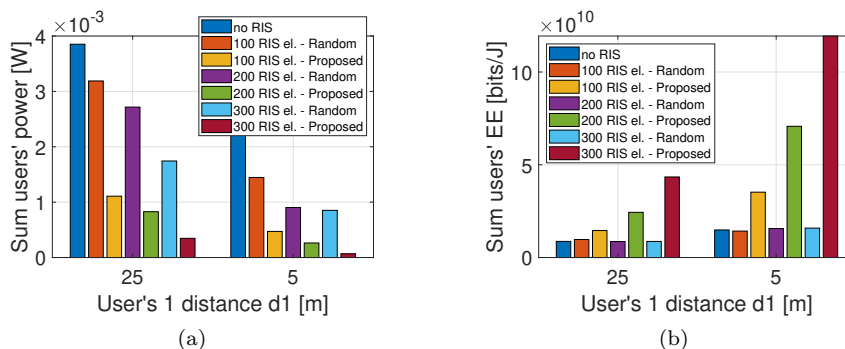 ×10⁻³
4
3
2
1
0
Sum users' power [W]
no RIS
100 RIS el. - Random
100 RIS el. - Proposed
200 RIS el. - Random
200 RIS el. - Proposed
300 RIS el. - Random
300 RIS el. - Proposed
25 5
User's 1 distance d1 [m]
(a)
×10¹⁰
10
5
0
Sum users' EE [bits/J]
no RIS
100 RIS el. - Random
100 RIS el. - Proposed
200 RIS el. - Random
200 RIS el. - Proposed
300 RIS el. - Random
300 RIS el. - Proposed
25 5
User's 1 distance d1 [m]
(b)